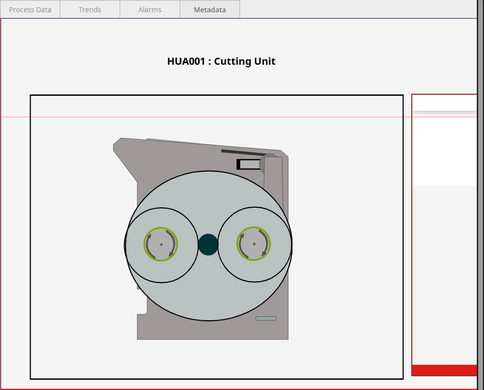 Process Data
Trends
Alarms
Metadata
HUA001 : Cutting Unit